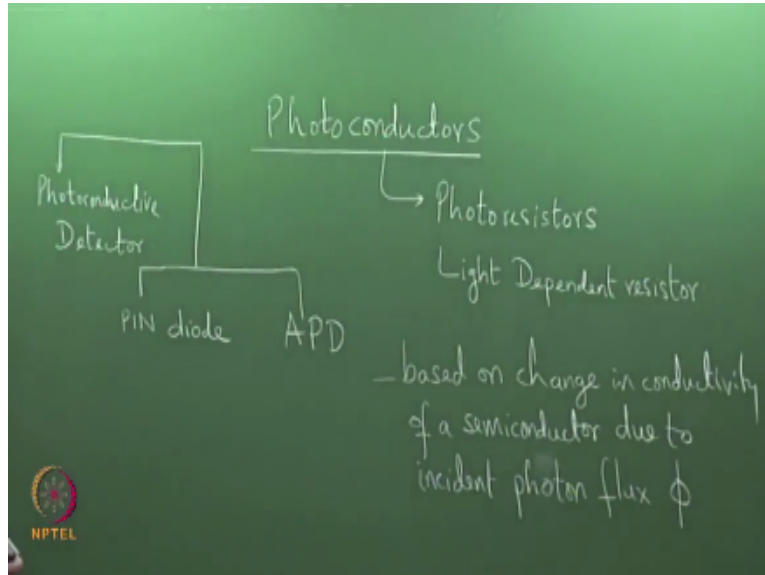 Photoconductors
Photoconductive
Detector
PIN diode
APD
Photoresistors
Light Dependent resistor
- based on change in conductivity
of a semiconductor due to
incident photon flux ϕ
NPTEL